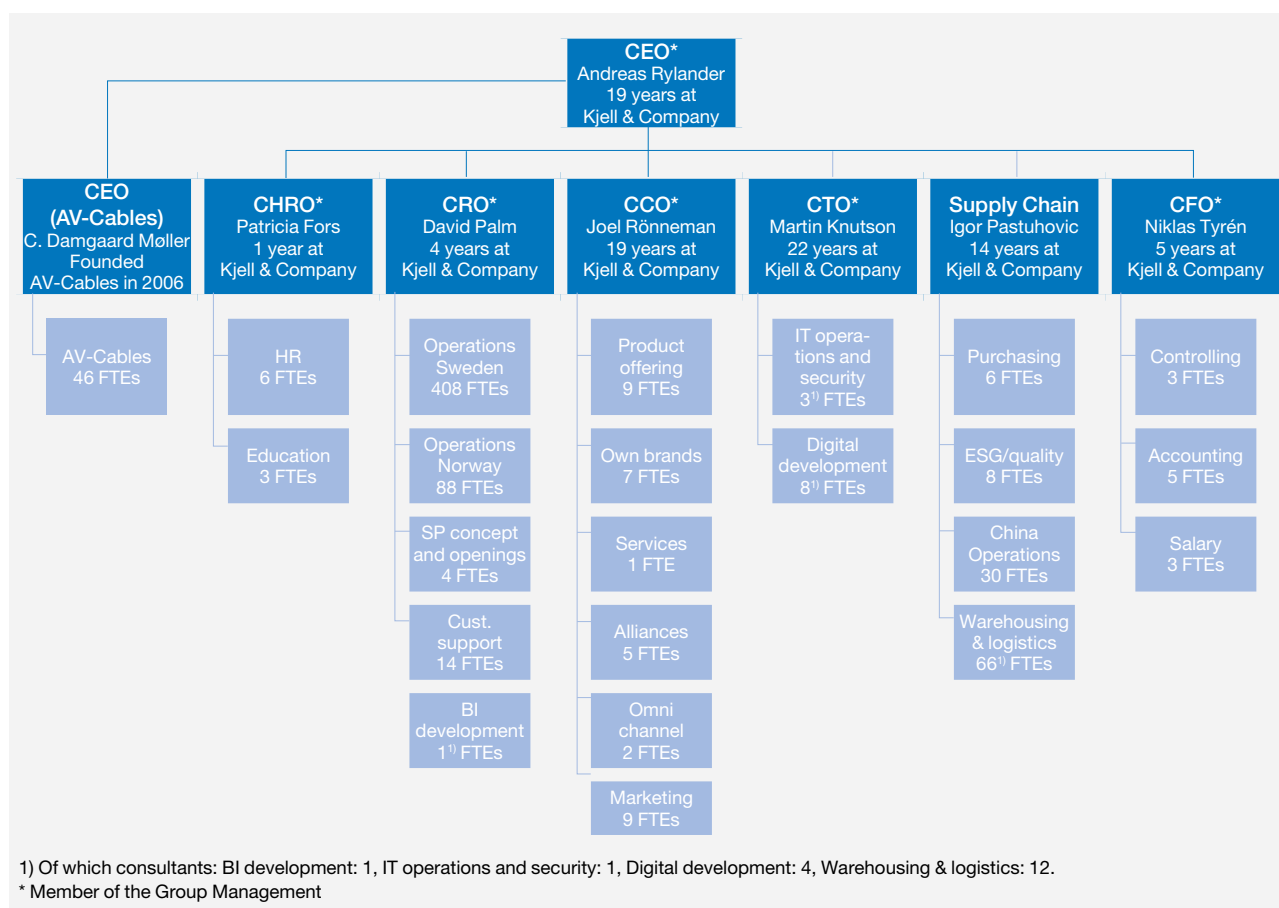 CEO*
Andreas Rylander
19 years at
Kjell & Company
CEO
(AV-Cables)
C. Damgaard Møller
Founded
AV-Cables in 2006
CHRO*
Patricia Fors
1 year at
Kjell & Company
CRO*
David Palm
4 years at
Kjell & Company
CCO*
Joel Rönneman
19 years at
Kjell & Company
CTO*
Martin Knutson
22 years at
Kjell & Company
Supply Chain
Igor Pastuhovic
14 years at
Kjell & Company
CFO*
Niklas Tyrén
5 years at
Kjell & Company
AV-Cables
46 FTEs
HR
6 FTEs
Education
3 FTEs
Operations
Sweden
408 FTEs
Operations
Norway
88 FTEs
SP concept
and openings
4 FTEs
Cust.
support
14 FTEs
BI
development
1¹⁾ FTEs
Product
offering
9 FTEs
Own brands
7 FTEs
Services
1 FTE
Alliances
5 FTEs
Omni
channel
2 FTEs
Marketing
9 FTEs
IT opera-
tions and
security
3¹⁾ FTEs
Digital
development
8¹⁾ FTEs
Purchasing
6 FTEs
ESG/quality
8 FTEs
China
Operations
30 FTEs
Warehousing
& logistics
66¹⁾ FTEs
Controlling
3 FTEs
Accounting
5 FTEs
Salary
3 FTEs
1) Of which consultants: BI development: 1, IT operations and security: 1, Digital development: 4, Warehousing & logistics: 12.
* Member of the Group Management